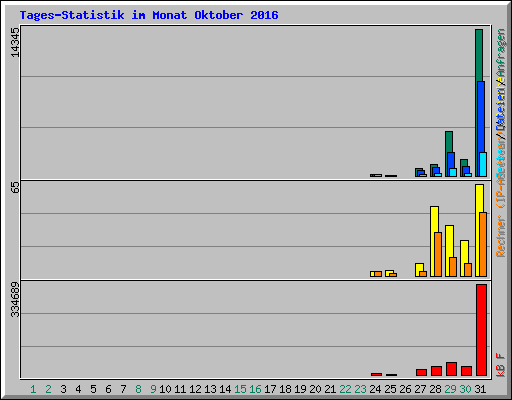 Tages-Statistik im Monat Oktober 2016
14345
65
334689
/Dateien/Anfragen
Rechner (IP-A
kB F
1 2 3 4 5 6 7 8 9 10 11 12 13 14 15 16 17 18 19 20 21 22 23 24 25 26 27 28 29 30 31